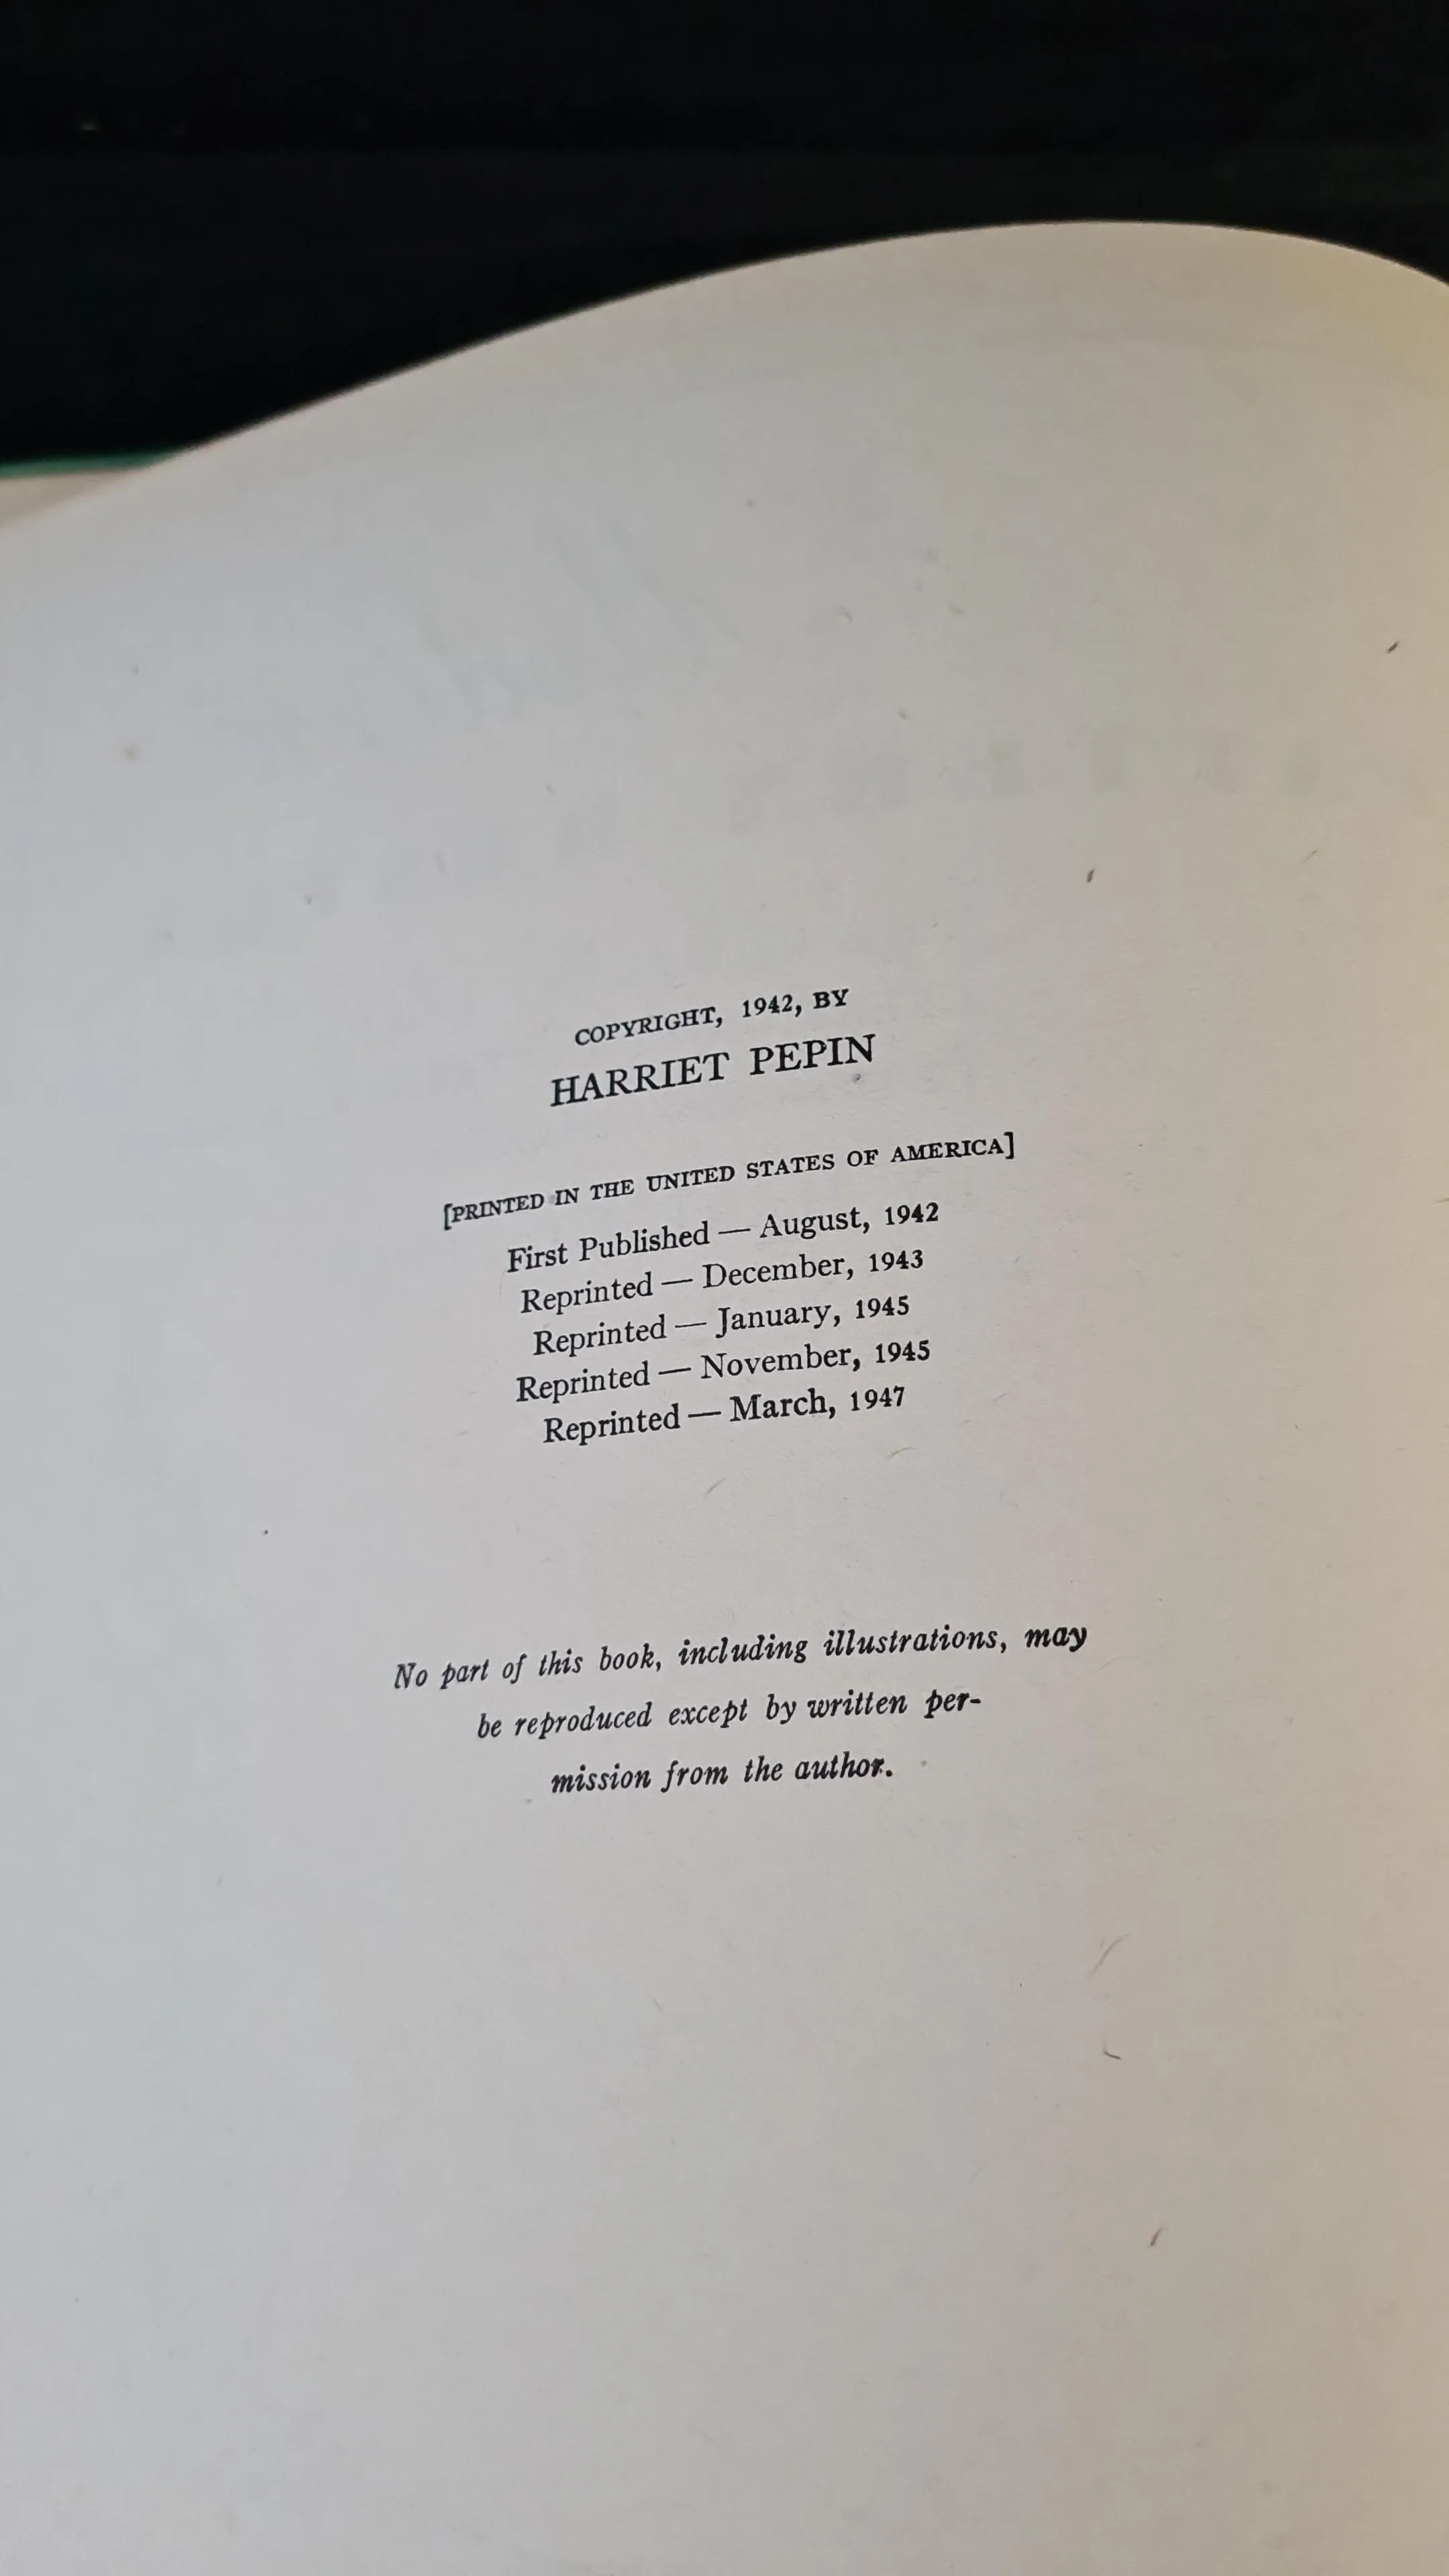 COPYRIGHT, 1942, BY
HARRIET PEPIN
[PRINTED IN THE UNITED STATES OF AMERICA]
First Published — August, 1942
Reprinted — December, 1943
Reprinted — January, 1945
Reprinted — November, 1945
Reprinted — March, 1947
No part of this book, including illustrations, may
be reproduced except by written per-
mission from the author.